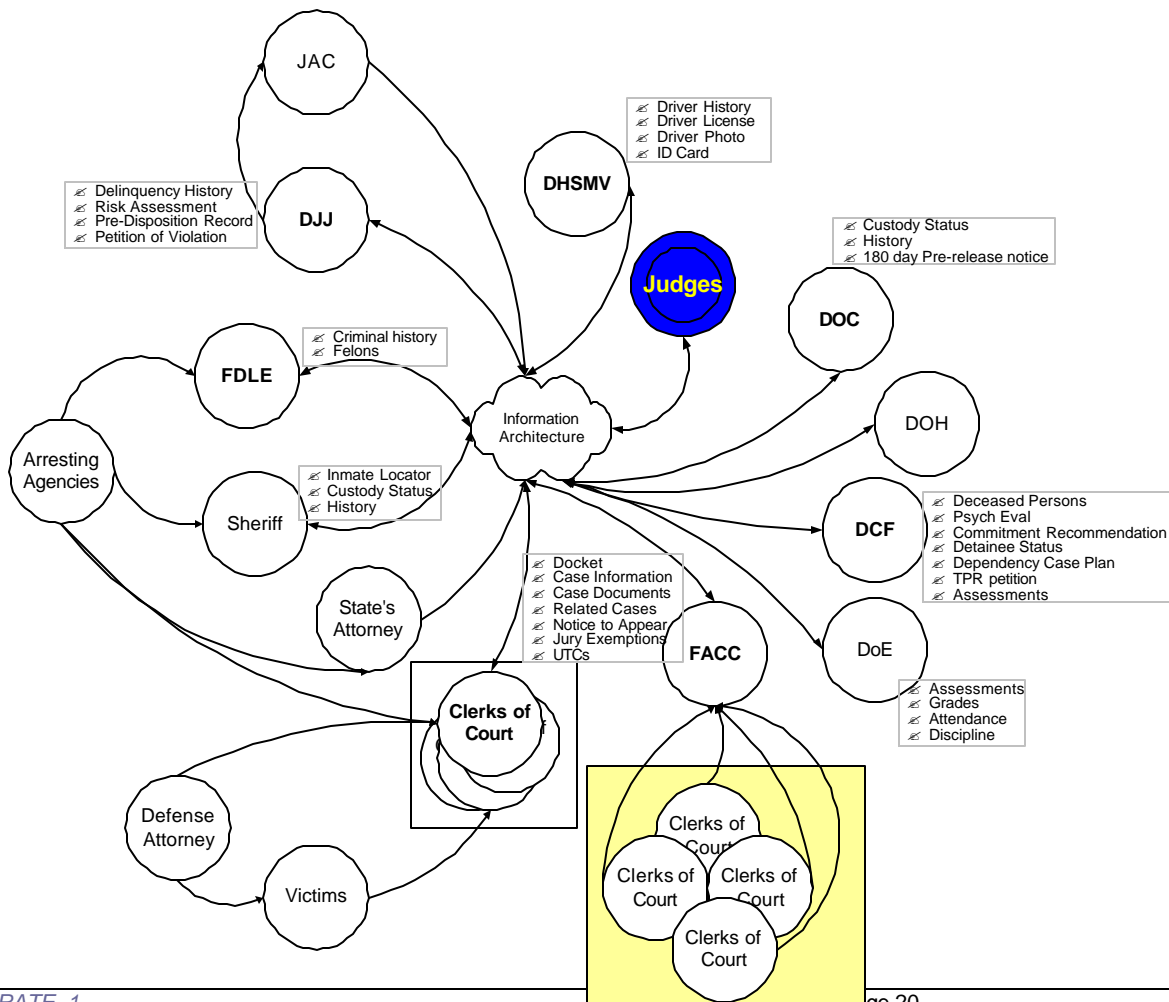 JAC
Driver History
Driver License
Driver Photo
ID Card
DHSMV
Delinquency History
Risk Assessment
Pre-Disposition Record
Petition of Violation
DJJ
Custody Status
History
180 day Pre-release notice
Judges
DOC
Criminal history
Felons
FDLE
Information
Architecture
DOH
Arresting
Agencies
Inmate Locator
Custody Status
History
Sheriff
DCF
Deceased Persons
Psych Eval
Commitment Recommendation
Detainee Status
Dependency Case Plan
TPR petition
Assessments
Docket
Case Information
Case Documents
Related Cases
Notice to Appear
Jury Exemptions
UTCs
State's
Attorney
FACC
DoE
Assessments
Grades
Attendance
Discipline
Clerks of
Court
Defense
Attorney
Victims
Clerks of
Court
Clerks of
Court
Clerks of
Court
Clerks of
Court
20